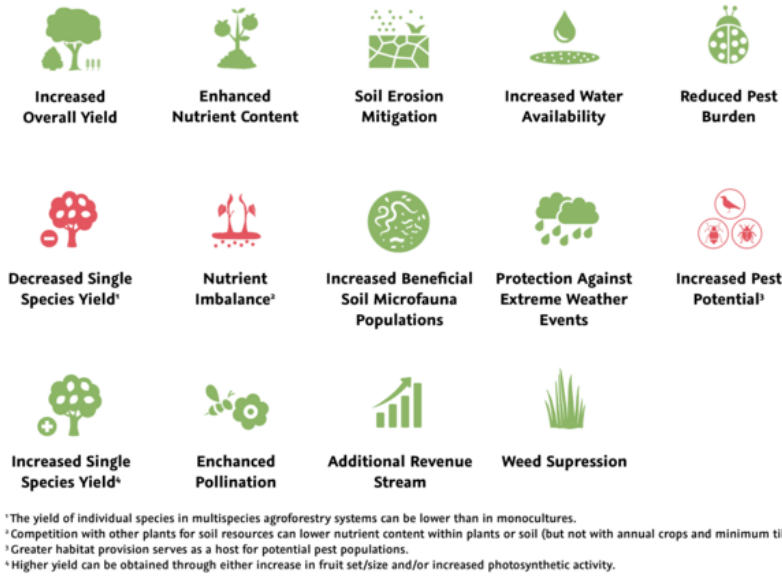 Increased
Overall Yield
Enhanced
Nutrient Content
Soil Erosion
Mitigation
Increased Water
Availability
Reduced Pest
Burden
Decreased Single
Species Yield¹
Nutrient
Imbalance²
Increased Beneficial
Soil Microfauna
Populations
Protection Against
Extreme Weather
Events
Increased Pest
Potential³
Increased Single
Species Yield⁴
Enchanced
Pollination
Additional Revenue
Stream
Weed Supression
¹ The yield of individual species in multispecies agroforestry systems can be lower than in monocultures.
² Competition with other plants for soil resources can lower nutrient content within plants or soil (but not with annual crops and minimum
³ Greater habitat provision serves as a host for potential pest populations.
⁴ Higher yield can be obtained through either increase in fruit set/size and/or increased photosynthetic activity.